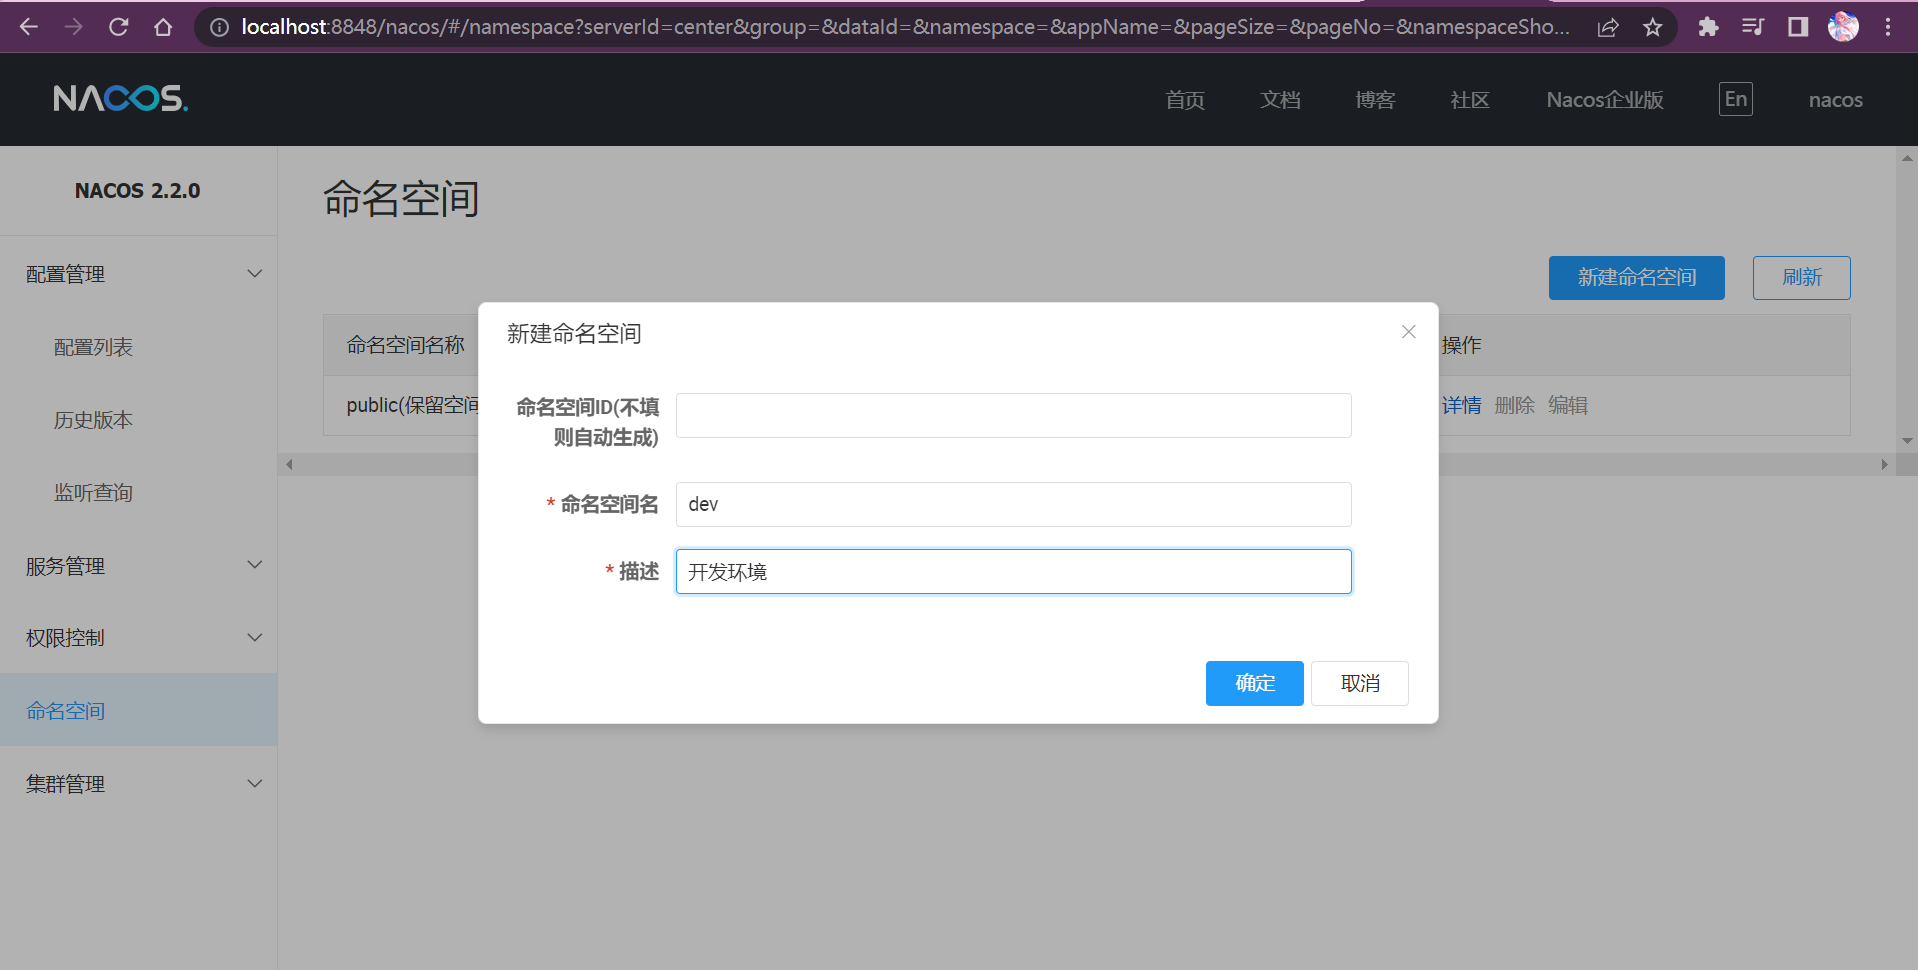 localhost:8848/nacos/#/namespace?serverId=center&group=&dataId=&namespace=&appName=&pageSize=&pageNo=&namespaceSho...
NACOS.
首页 文档 博客 社区 Nacos企业版 En nacos
NACOS 2.2.0
配置管理
配置列表
历史版本
监听查询
服务管理
权限控制
命名空间
集群管理
命名空间
新建命名空间 刷新
命名空间名称 操作
public(保留空间 详情 删除 编辑
新建命名空间
命名空间ID(不填
则自动生成)
* 命名空间名 dev
* 描述 开发环境
确定 取消